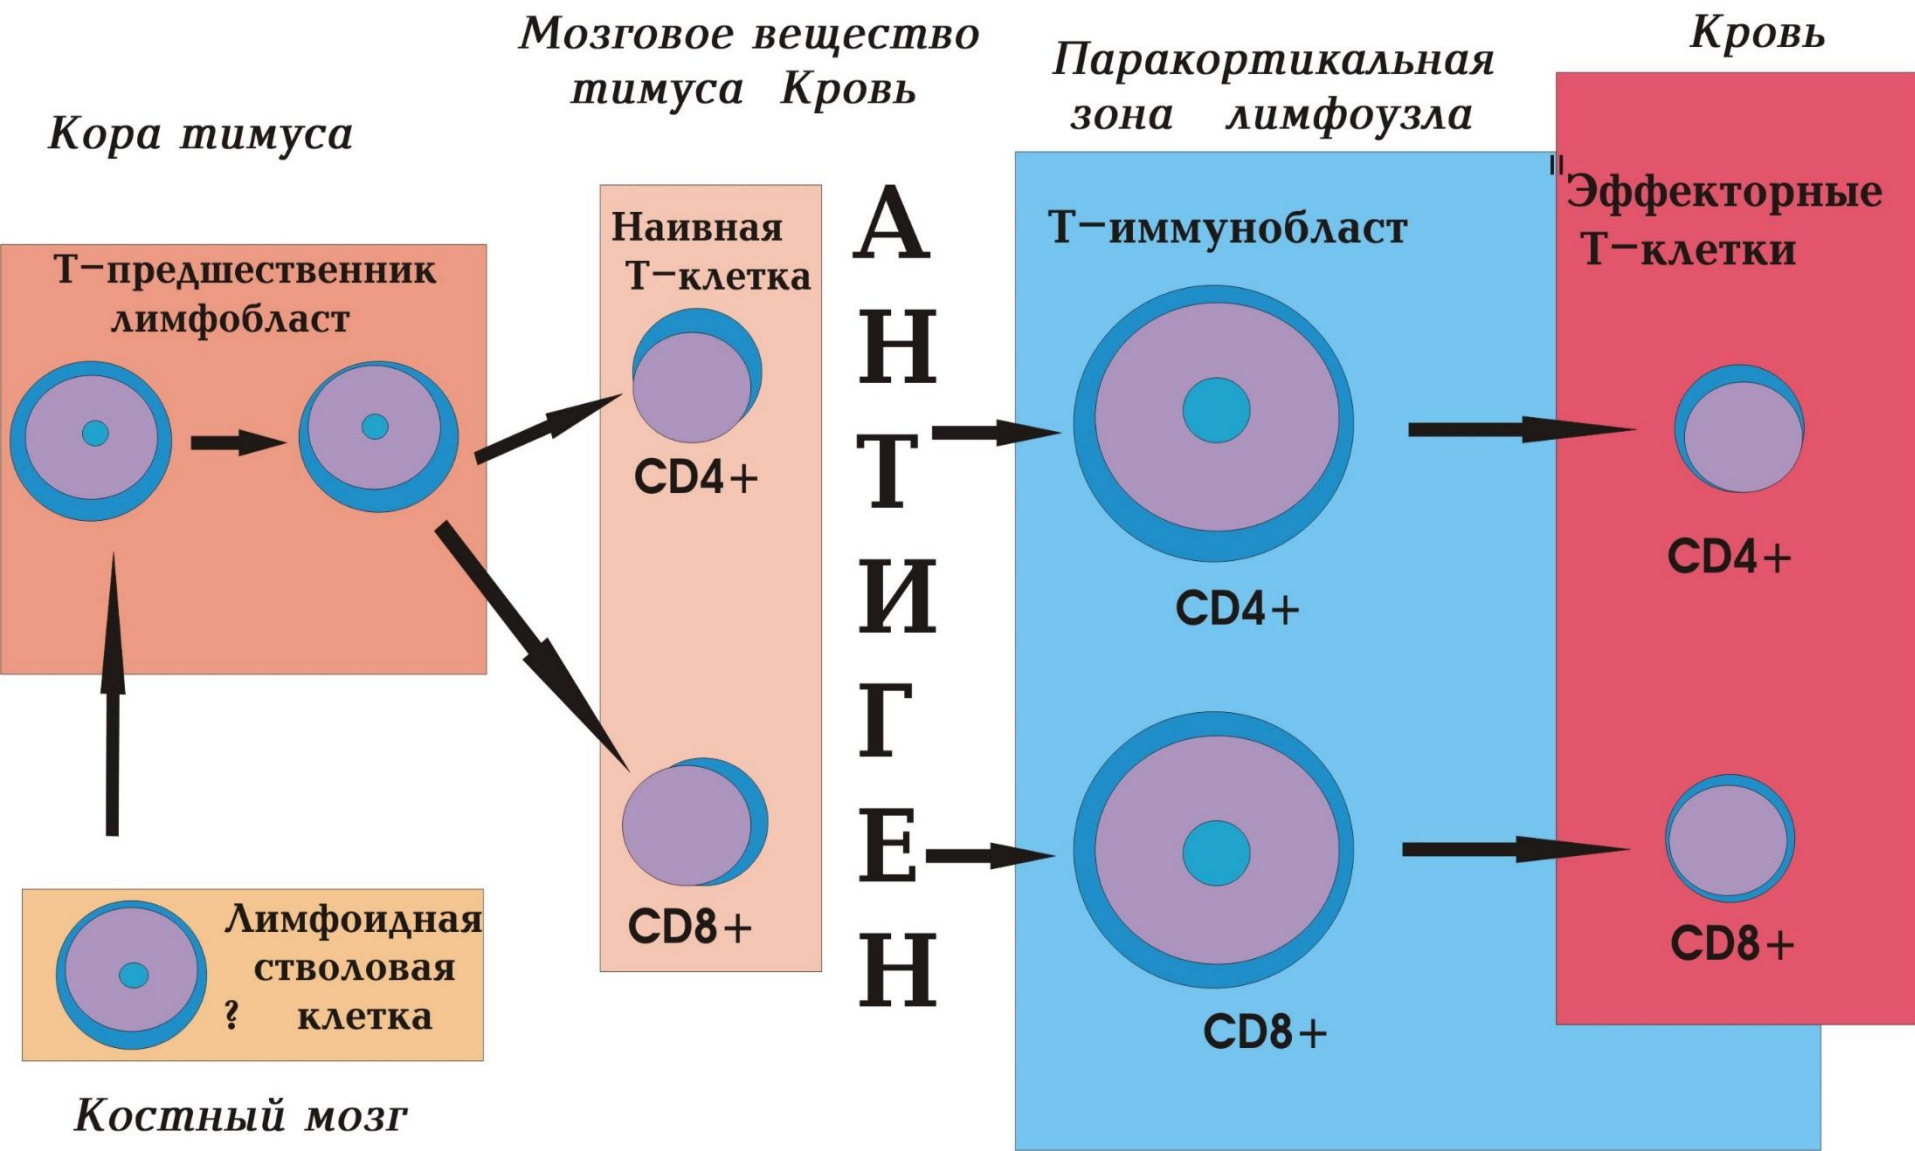 Кора тимуса
Мозговое вещество
тимуса Кровь
Паракортикальная
зона лимфоузла
Кровь
Т-предшественник
лимфобласт
Наивная
Т-клетка
CD4+
CD8+
АНТИГЕН
Т-иммунобласт
CD4+
CD8+
"Эффекторные
Т-клетки
CD4+
CD8+
Лимфоидная
стволовая
? клетка
Костный мозг